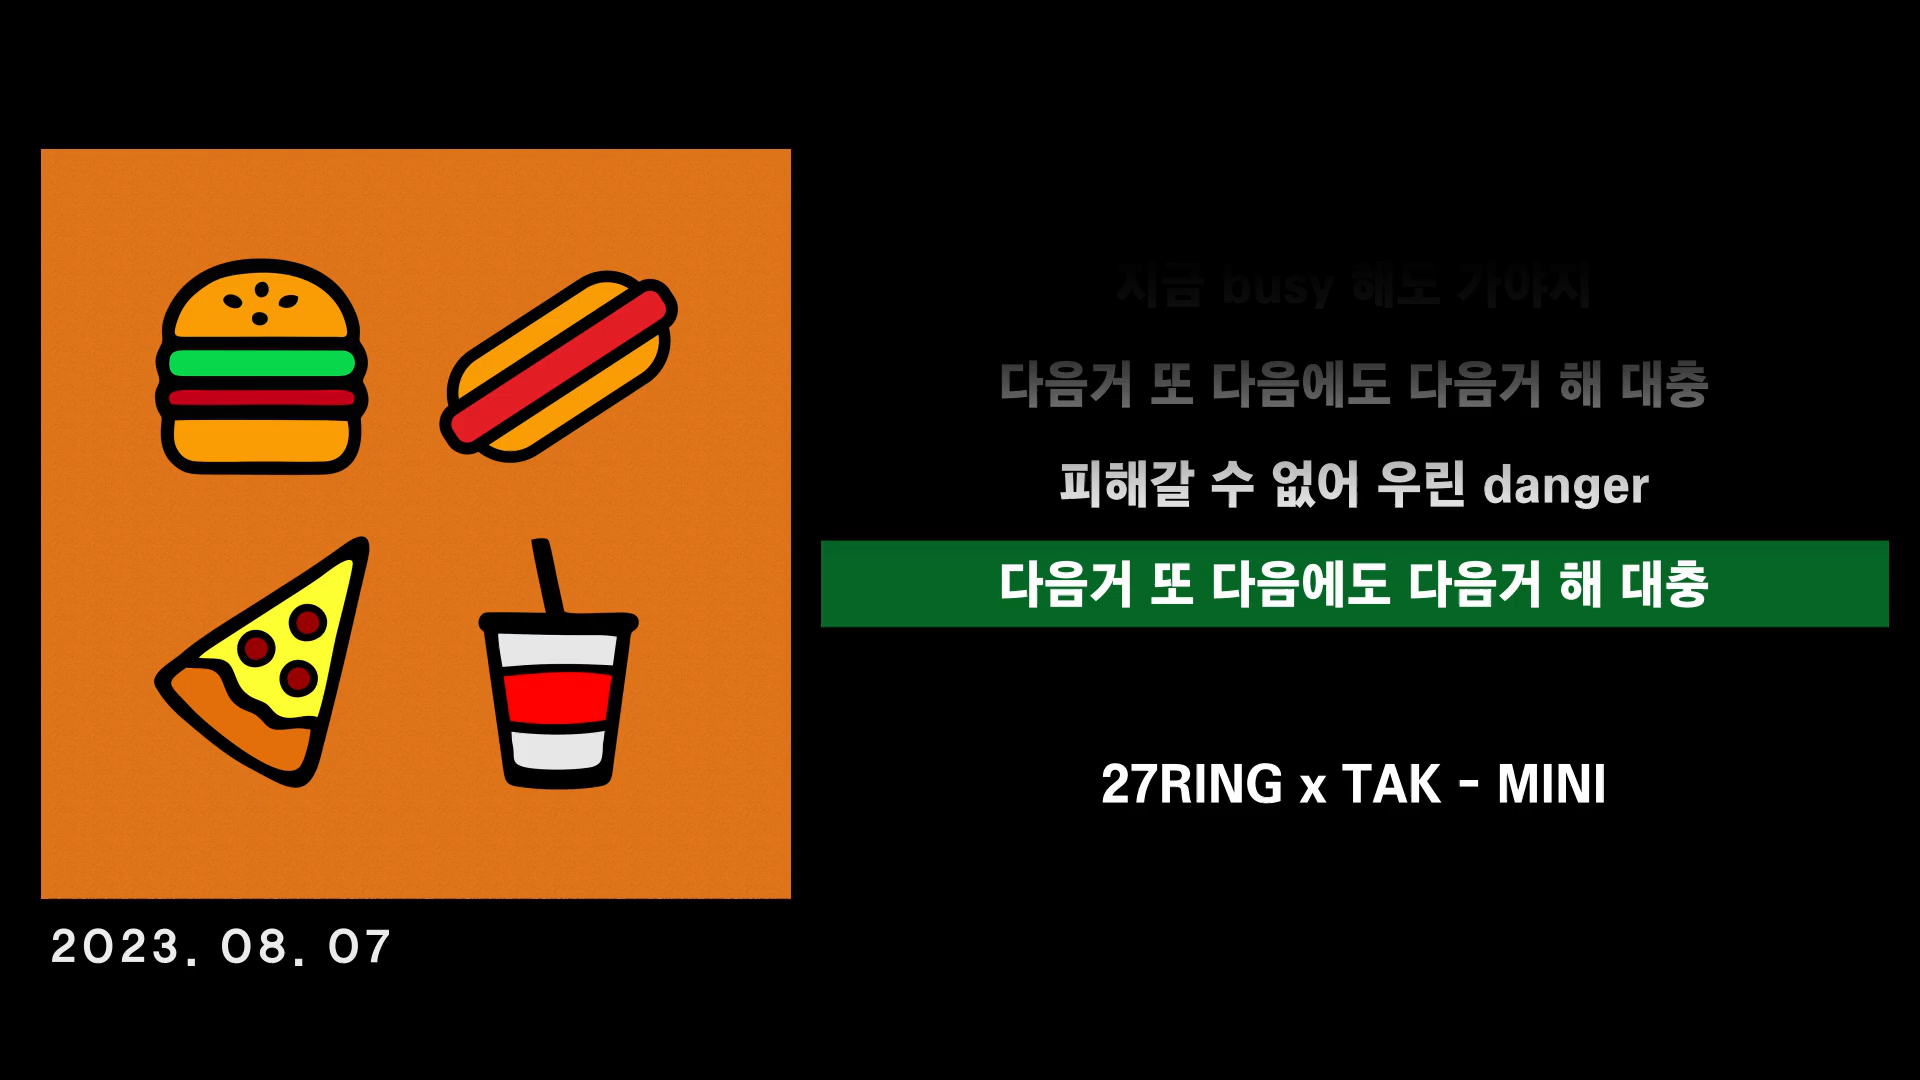 지금 busy 해도 가야지
다음거 또 다음에도 다음거 해 대충
피해갈 수 없어 우린 danger
다음거 또 다음에도 다음거 해 대충
27RING x TAK - MINI
2023. 08. 07